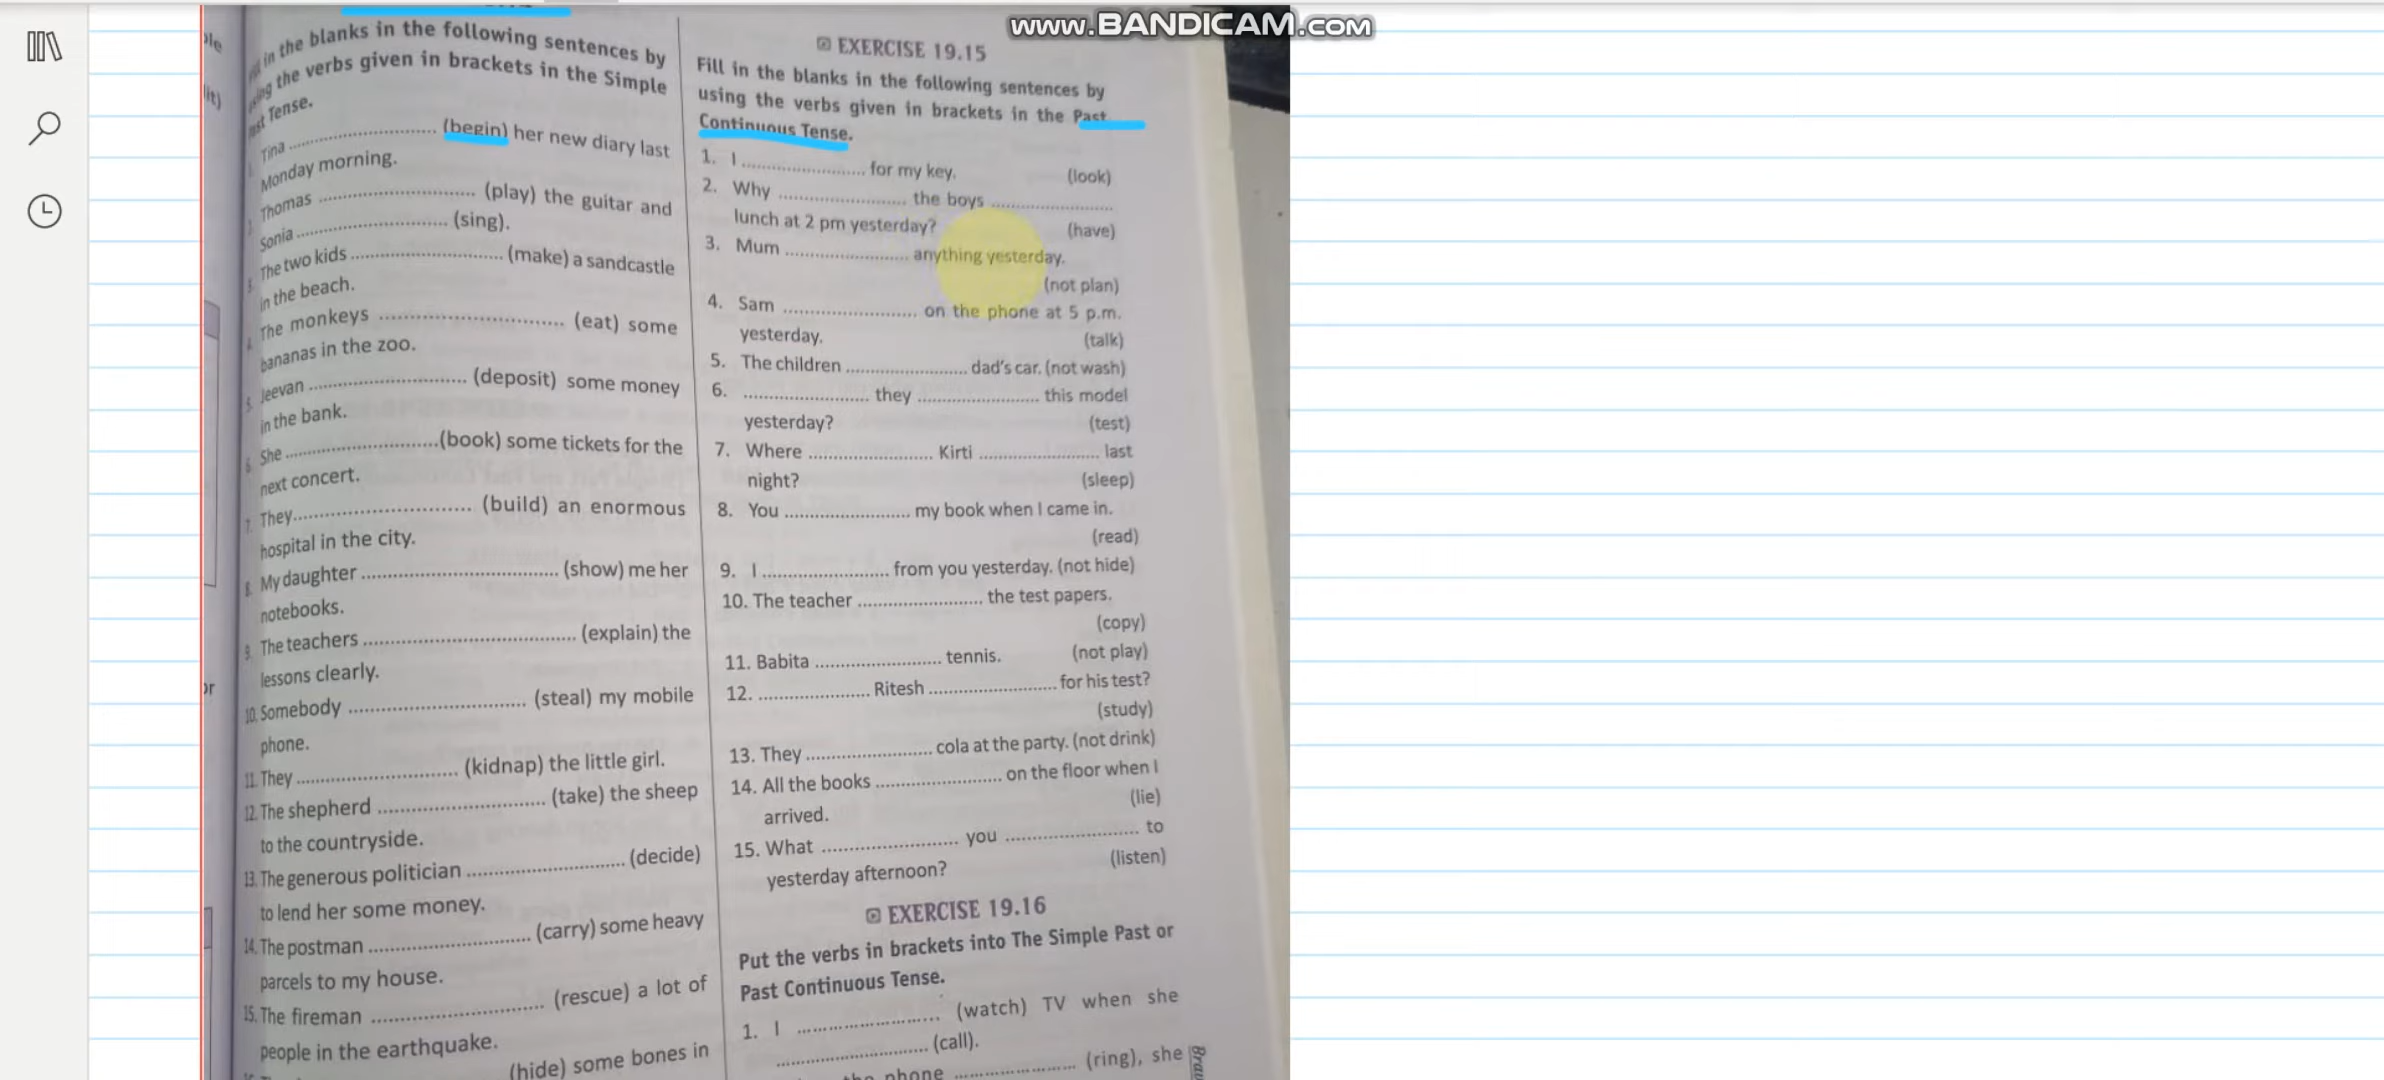 www.BANDICAM.com
ble
lit)
or
in the blanks in the following sentences by
the verbs given in brackets in the Simple
Tense.
Tina .......... (begin) her new diary last
Monday morning.
Thomas .......... (play) the guitar and
Sonia .......... (sing).
The two kids .......... (make) a sandcastle
in the beach.
The monkeys .......... (eat) some
bananas in the zoo.
Jeevan .......... (deposit) some money
in the bank.
She .......... (book) some tickets for the
next concert.
7. They .......... (build) an enormous
hospital in the city.
8. My daughter .......... (show) me her
notebooks.
9. The teachers .......... (explain) the
lessons clearly.
10. Somebody .......... (steal) my mobile
phone.
11. They .......... (kidnap) the little girl.
12. The shepherd .......... (take) the sheep
to the countryside.
13. The generous politician .......... (decide)
to lend her some money.
14. The postman .......... (carry) some heavy
parcels to my house.
15. The fireman .......... (rescue) a lot of
people in the earthquake.
(hide) some bones in
EXERCISE 19.15
Fill in the blanks in the following sentences by
using the verbs given in brackets in the Past
Continuous Tense.
1. I .......... for my key. (look)
2. Why .......... the boys ..........
lunch at 2 pm yesterday? (have)
3. Mum .......... anything yesterday.
(not plan)
4. Sam .......... on the phone at 5 p.m.
yesterday. (talk)
5. The children .......... dad's car. (not wash)
6. .......... they .......... this model
yesterday? (test)
7. Where .......... Kirti .......... last
night? (sleep)
8. You .......... my book when I came in.
(read)
9. I .......... from you yesterday. (not hide)
10. The teacher .......... the test papers.
(copy)
11. Babita .......... tennis. (not play)
12. .......... Ritesh .......... for his test?
(study)
13. They .......... cola at the party. (not drink)
14. All the books .......... on the floor when I
arrived. (lie)
15. What .......... you .......... to
yesterday afternoon? (listen)
EXERCISE 19.16
Put the verbs in brackets into The Simple Past or
Past Continuous Tense.
1. I .......... (watch) TV when she
.......... (call).
the phone .......... (ring), she